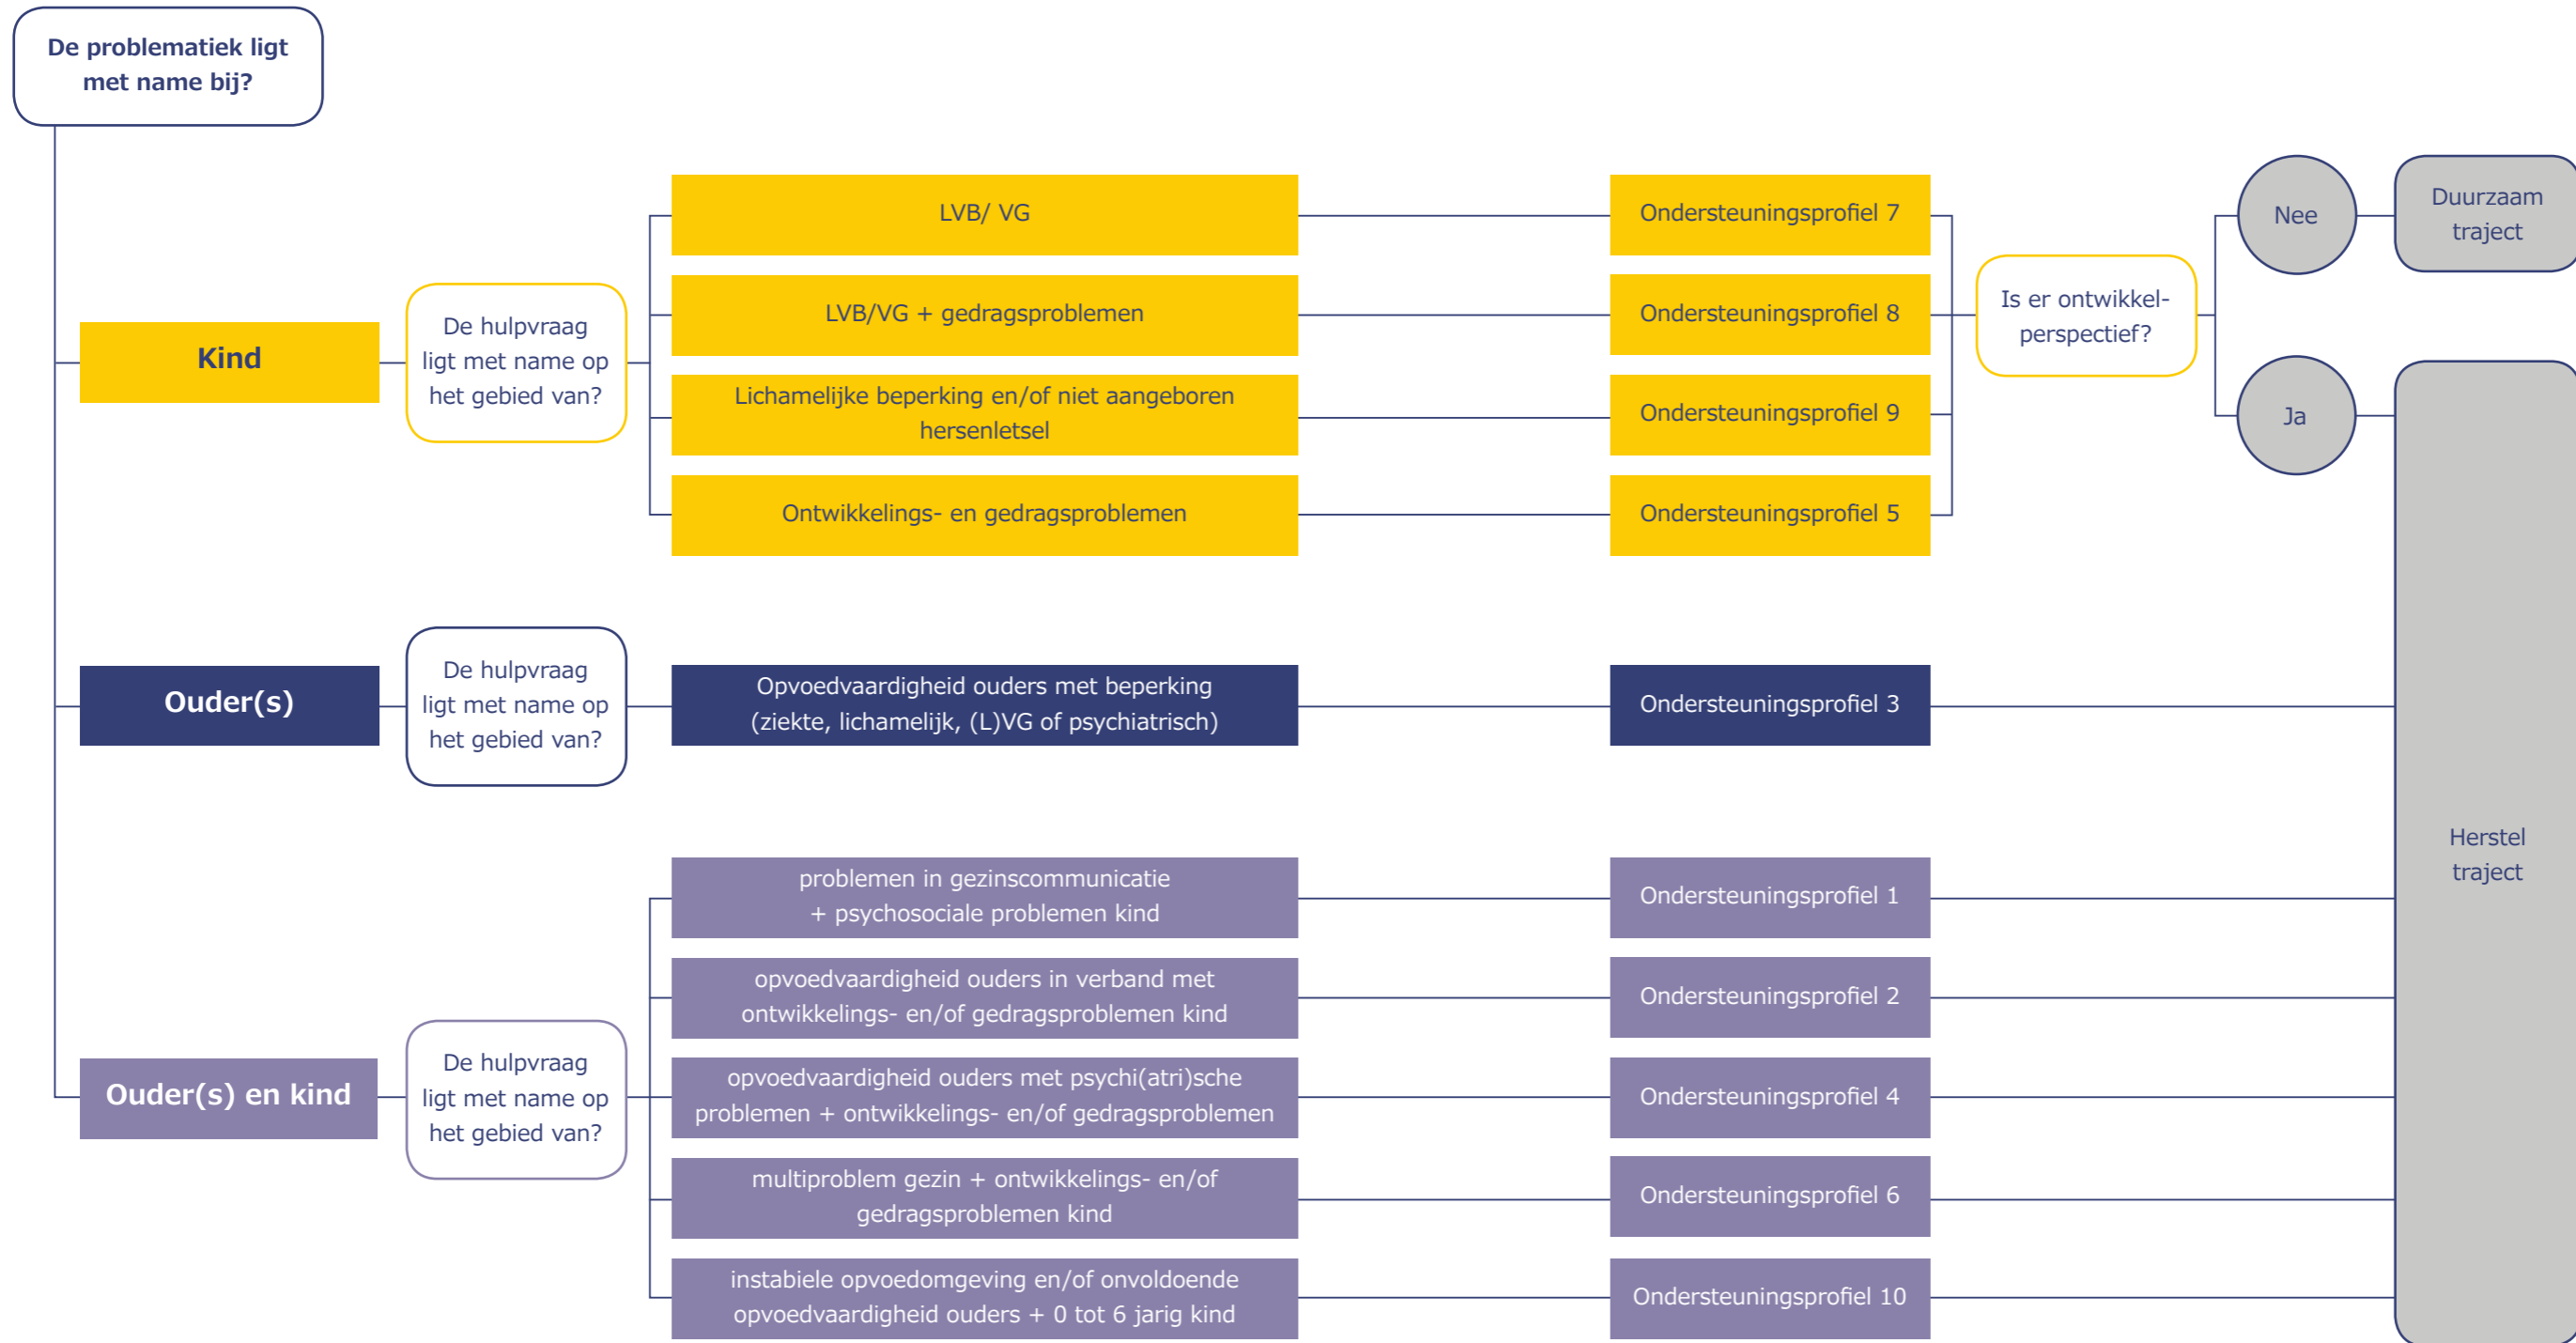 De problematiek ligt
met name bij?
Kind
De hulpvraag
ligt met name op
het gebied van?
LVB/ VG
Ondersteuningsprofiel 7
LVB/VG + gedragsproblemen
Ondersteuningsprofiel 8
Lichamelijke beperking en/of niet aangeboren
hersenletsel
Ondersteuningsprofiel 9
Ontwikkelings- en gedragsproblemen
Ondersteuningsprofiel 5
Is er ontwikkel-
perspectief?
Nee
Duurzaam
traject
Ja
Herstel
traject
Ouder(s)
De hulpvraag
ligt met name op
het gebied van?
Opvoedvaardigheid ouders met beperking
(ziekte, lichamelijk, (L)VG of psychiatrisch)
Ondersteuningsprofiel 3
Ouder(s) en kind
De hulpvraag
ligt met name op
het gebied van?
problemen in gezinscommunicatie
+ psychosociale problemen kind
Ondersteuningsprofiel 1
opvoedvaardigheid ouders in verband met
ontwikkelings- en/of gedragsproblemen kind
Ondersteuningsprofiel 2
opvoedvaardigheid ouders met psychi(atri)sche
problemen + ontwikkelings- en/of gedragsproblemen
Ondersteuningsprofiel 4
multiproblem gezin + ontwikkelings- en/of
gedragsproblemen kind
Ondersteuningsprofiel 6
instabiele opvoedomgeving en/of onvoldoende
opvoedvaardigheid ouders + 0 tot 6 jarig kind
Ondersteuningsprofiel 10